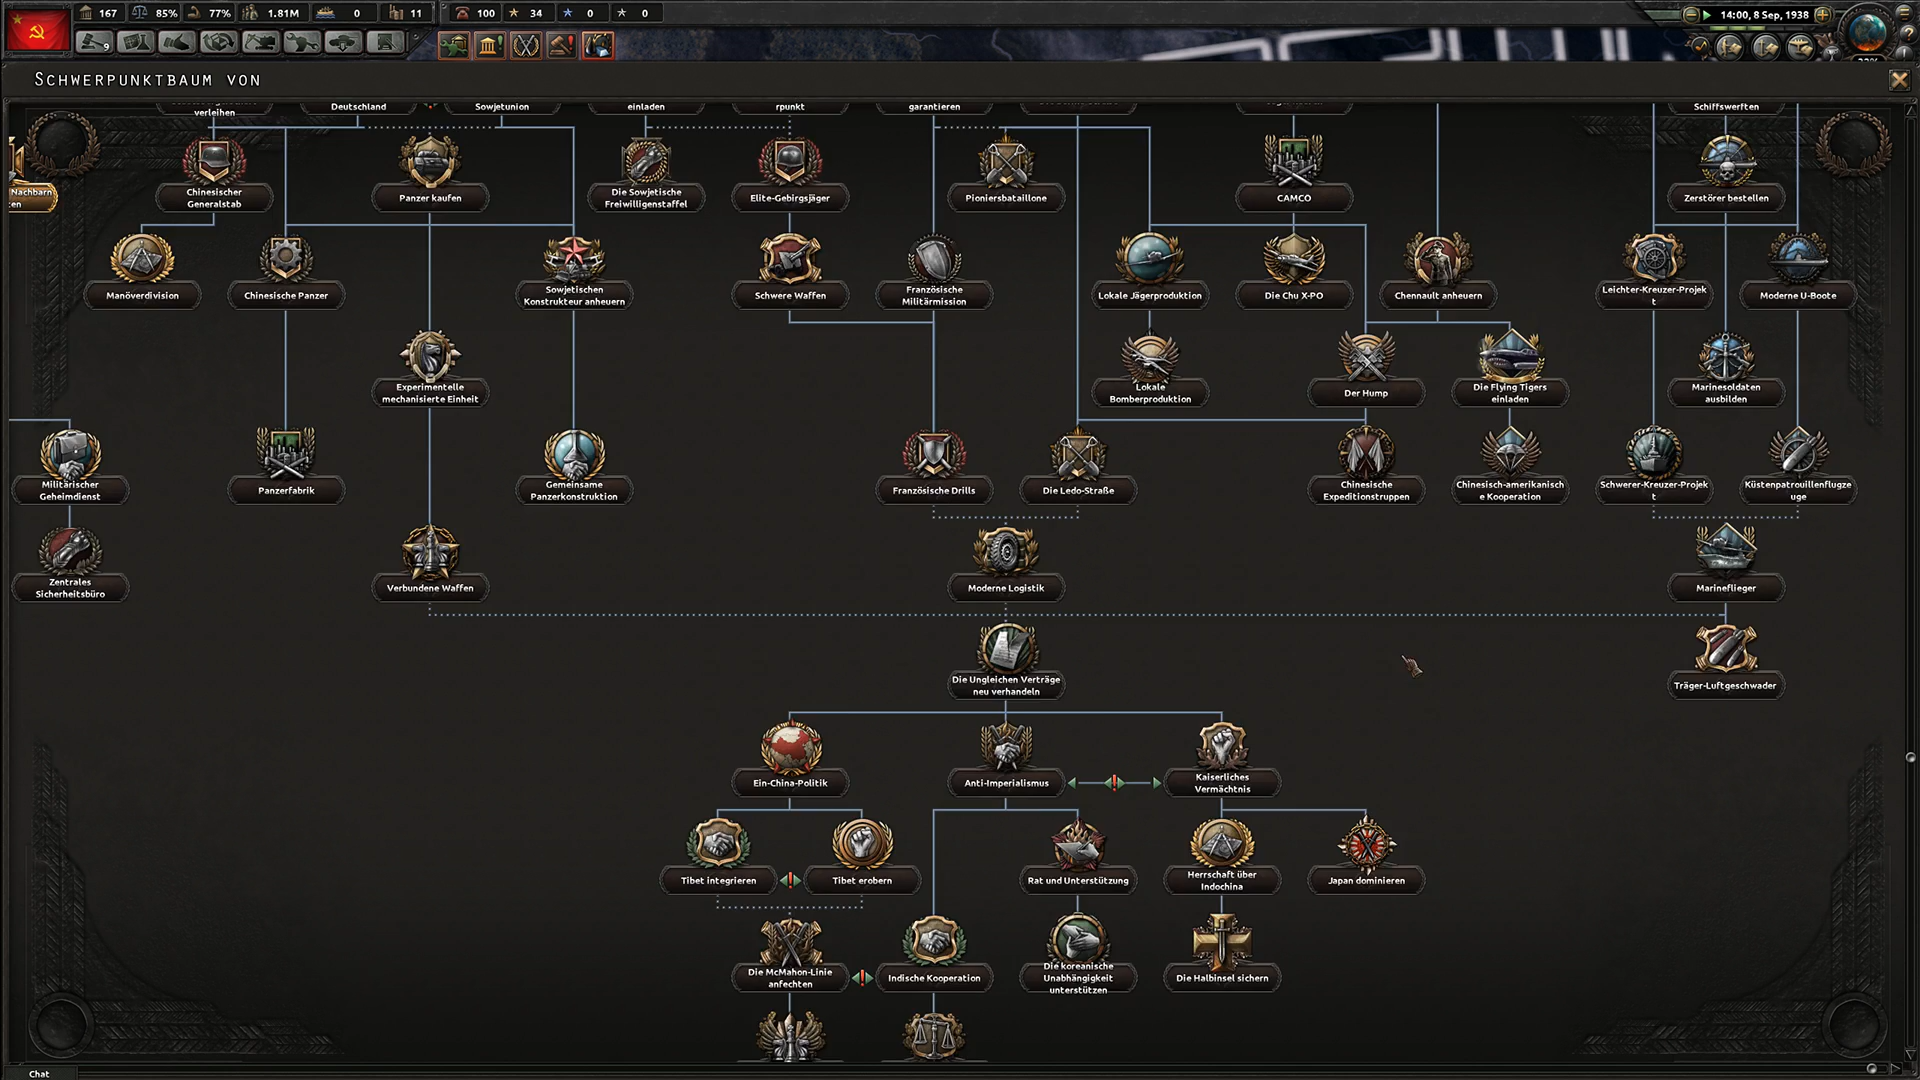 167
85%
77%
1.81M
0
11
100
34
0
0
14:00, 8 Sep, 1938
9
Schwerpunktbaum von
verleihen
Deutschland
Sowjetunion
einladen
rpunkt
garantieren
Schiffswerften
Nachbarn
ten
Chinesischer
Generalstab
Panzer kaufen
Die Sowjetische
Freiwilligenstaffel
Elite-Gebirgsjäger
Pioniersbataillone
CAMCO
Zerstörer bestellen
Manöverdivision
Chinesische Panzer
Sowjetischen
Konstrukteur anheuern
Schwere Waffen
Französische
Militärmission
Lokale Jägerproduktion
Die Chu X-PO
Chennault anheuern
Leichter-Kreuzer-Projek
t
Moderne U-Boote
Experimentelle
mechanisierte Einheit
Lokale
Bomberproduktion
Der Hump
Die Flying Tigers
einladen
Marinesoldaten
ausbilden
Militärischer
Geheimdienst
Panzerfabrik
Gemeinsame
Panzerkonstruktion
Französische Drills
Die Ledo-Straße
Chinesische
Expeditionstruppen
Chinesisch-amerikanisch
e Kooperation
Schwerer-Kreuzer-Projek
t
Küstenpatrouillenflugze
uge
Zentrales
Sicherheitsbüro
Verbundene Waffen
Moderne Logistik
Marineflieger
Die Ungleichen Verträge
neu verhandeln
Träger-Luftgeschwader
Ein-China-Politik
Anti-Imperialismus
Kaiserliches
Vermächtnis
Tibet integrieren
Tibet erobern
Rat und Unterstützung
Herrschaft über
Indochina
Japan dominieren
Die McMahon-Linie
anfechten
Indische Kooperation
Die koreanische
Unabhängigkeit
unterstützen
Die Halbinsel sichern
Chat